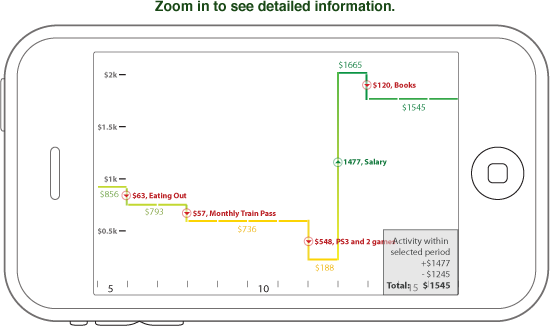 Zoom in to see detailed information.
$2k
$1.5k
$1k
$0.5k
$856
$63, Eating Out
$793
$57, Monthly Train Pass
$736
$548, PS3 and 2 games
$188
1477, Salary
$1665
$120, Books
$1545
Activity within
selected period
+$1477
- $1245
Total: $1545
5
10
15